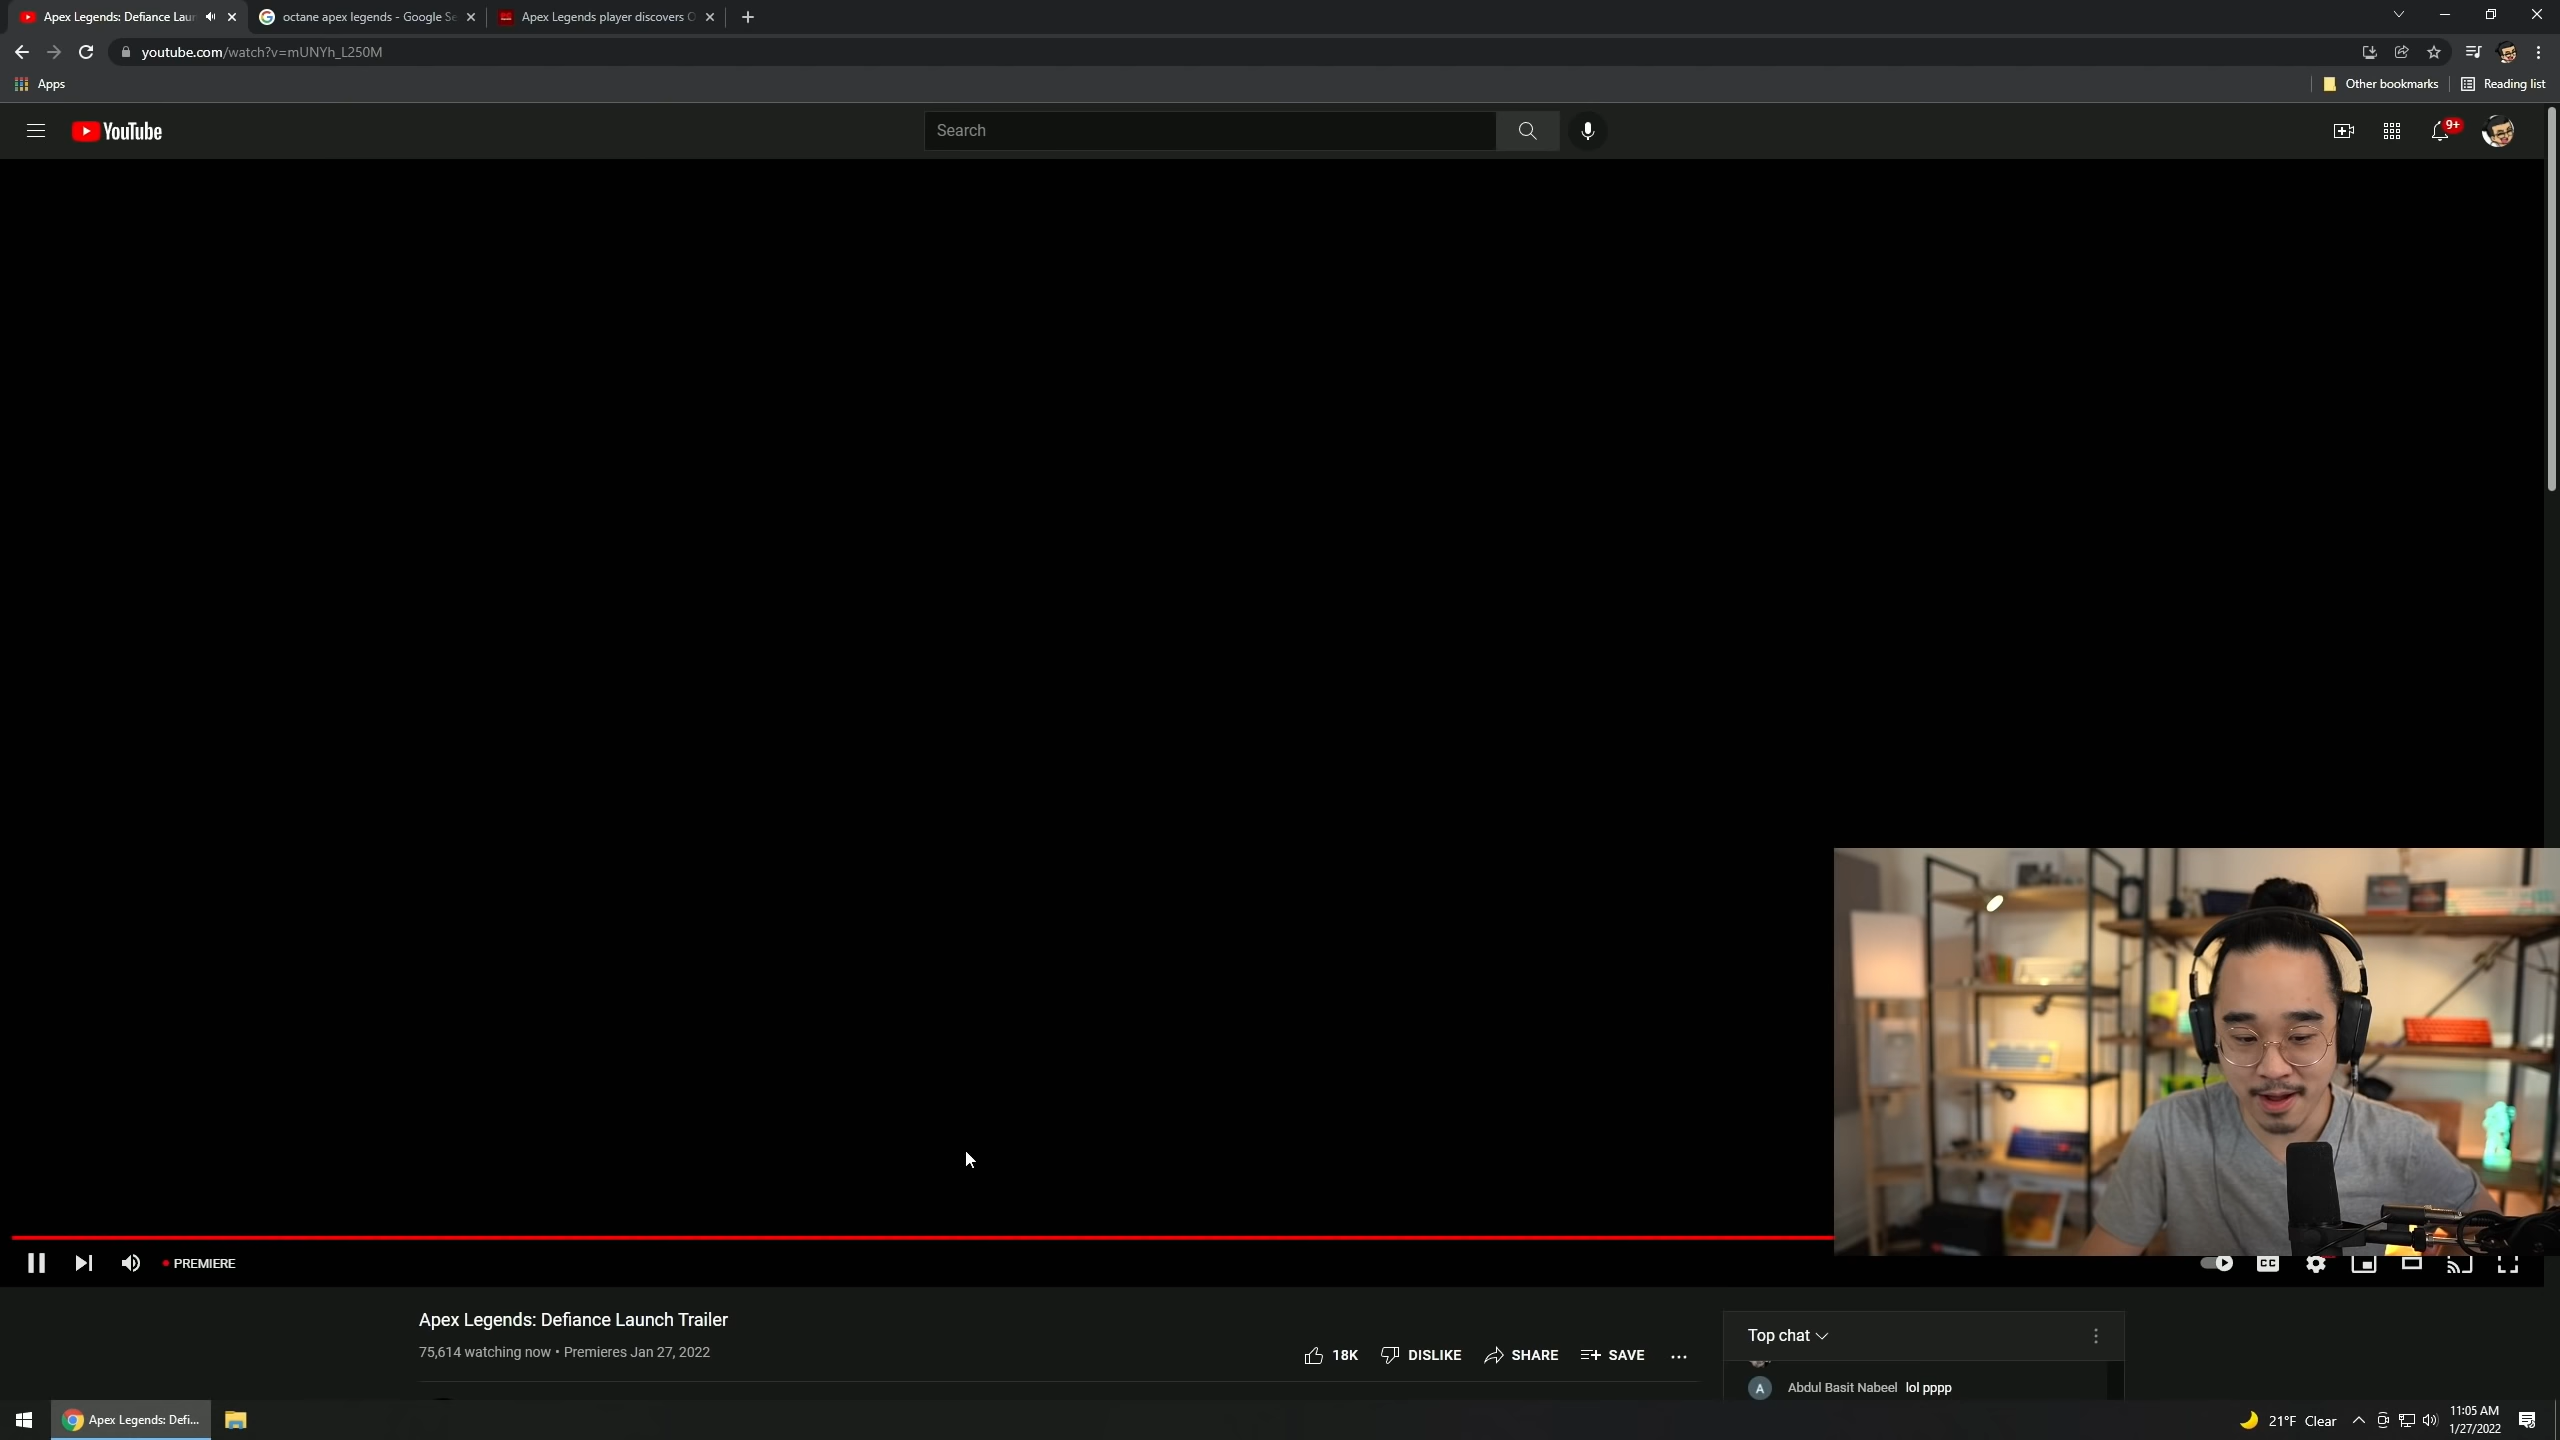 Apex Legends: Defiance Laun
octane apex legends - Google Se
Apex Legends player discovers O
youtube.com/watch?v=mUNYh_L250M
Apps
Other bookmarks
Reading list
YouTube
Search
9+
PREMIERE
CC
Apex Legends: Defiance Launch Trailer
75,614 watching now • Premieres Jan 27, 2022
18K
DISLIKE
SHARE
SAVE
Top chat
A
Abdul Basit Nabeel lol pppp
Apex Legends: Defi...
21°F Clear
11:05 AM
1/27/2022